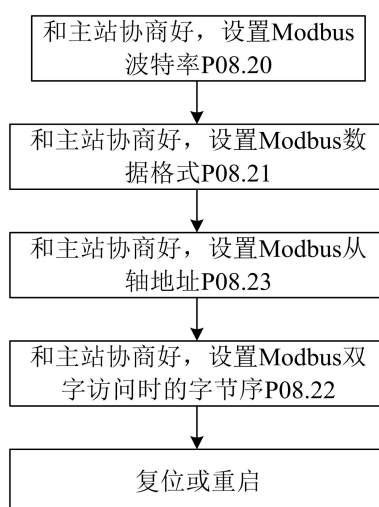 和主站协商好，设置Modbus
波特率P08.20
和主站协商好，设置Modbus数
据格式P08.21
和主站协商好，设置Modbus从
轴地址P08.23
和主站协商好，设置Modbus双
字访问时的字节序P08.22
复位或重启